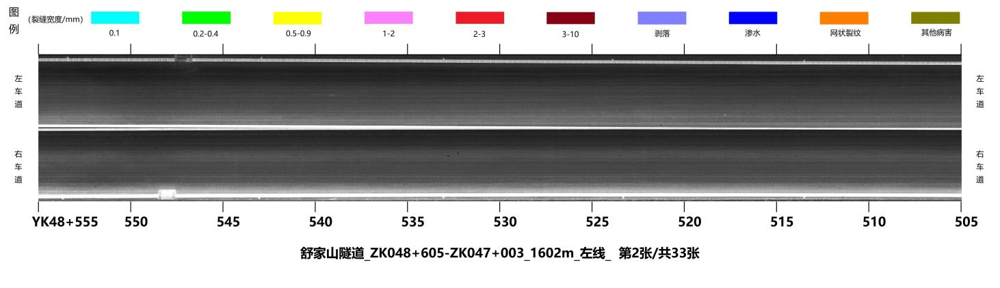 图例
(裂缝宽度/mm)
0.1 0.2-0.4 0.5-0.9 1-2 2-3 3-10 剥落 渗水 网状裂纹 其他病害
左车道 左车道
右车道 右车道
YK48+555 550 545 540 535 530 525 520 515 510 505
舒家山隧道_ZK048+605-ZK047+003_1602m_左线_ 第2张/共33张